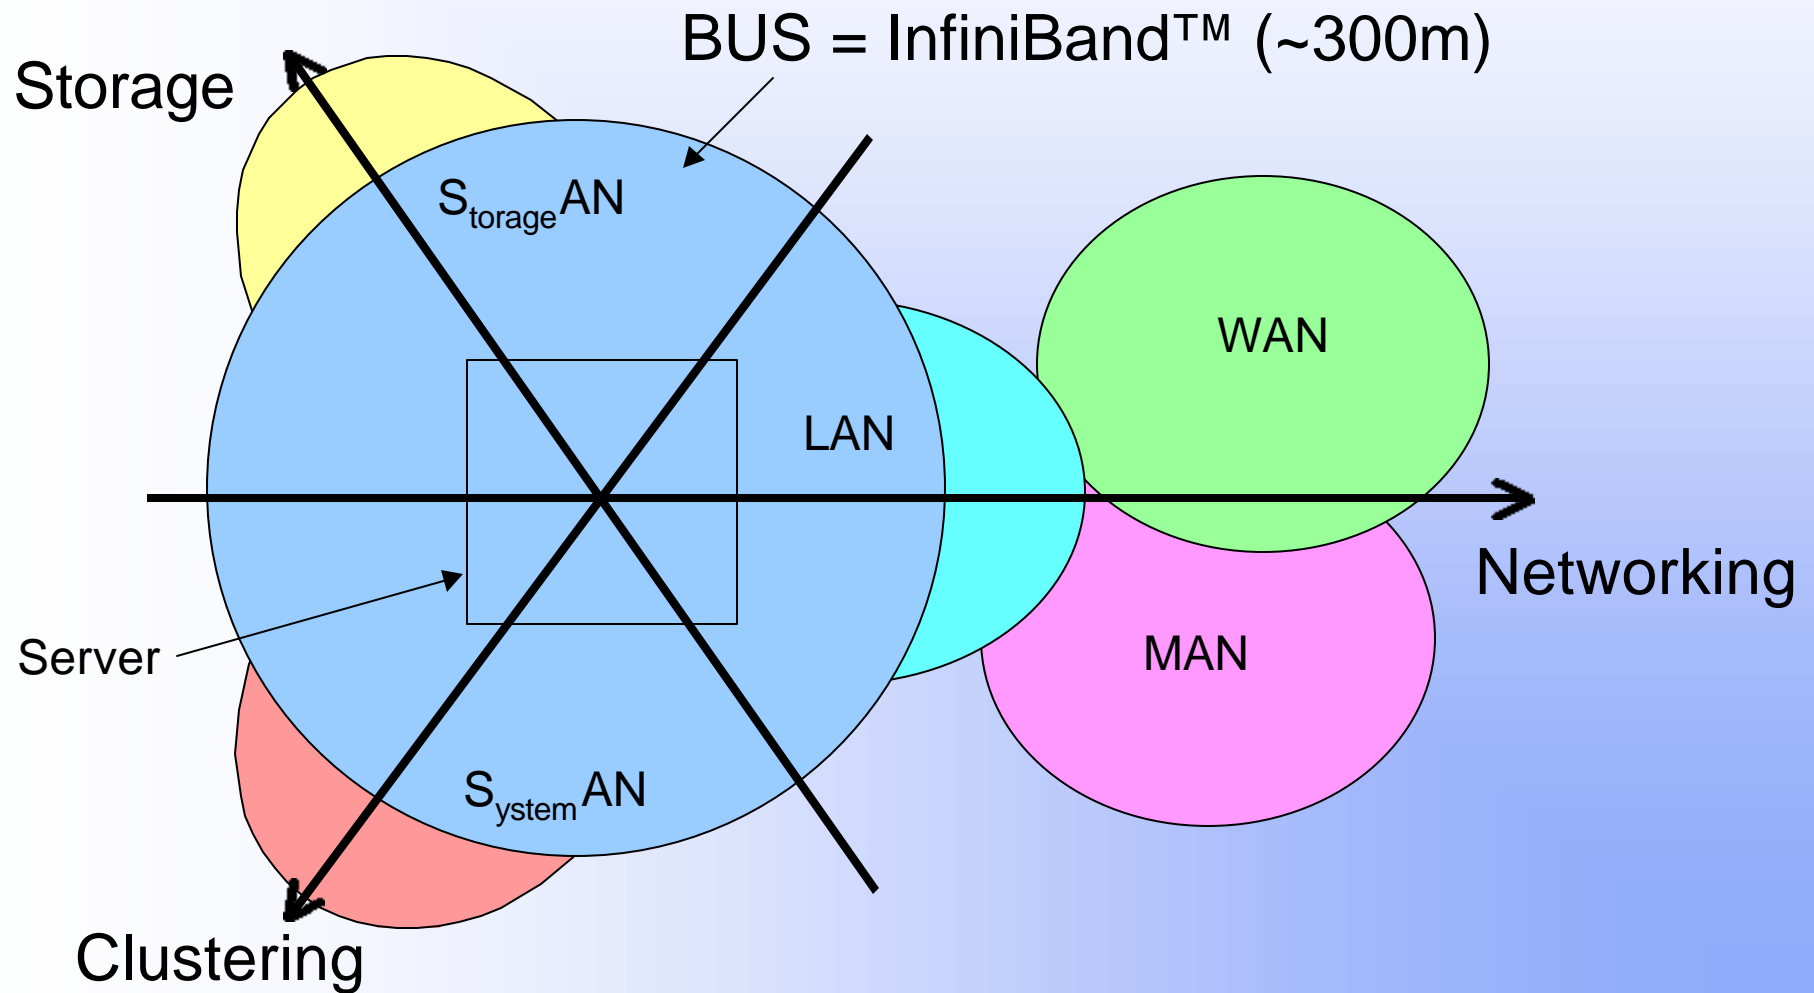 BUS = InfiniBand™ (~300m)
Storage
StorageAN
WAN
LAN
Networking
Server
MAN
SystemAN
Clustering